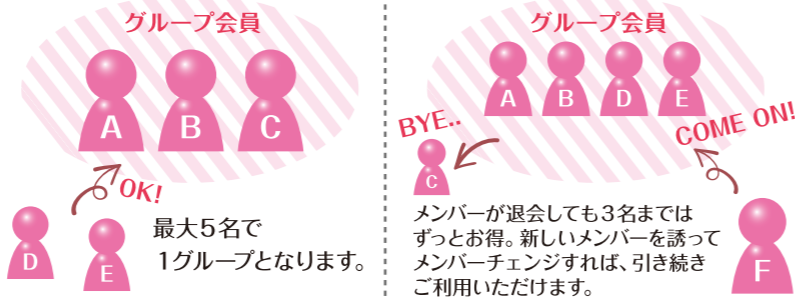 グループ会員
A B C
OK!
D
E
最大5名で
1グループとなります。
グループ会員
A B D E
BYE..
COME ON!
C
F
メンバーが退会しても3名までは
ずっとお得。新しいメンバーを誘って
メンバーチェンジすれば、引き続き
ご利用いただけます。